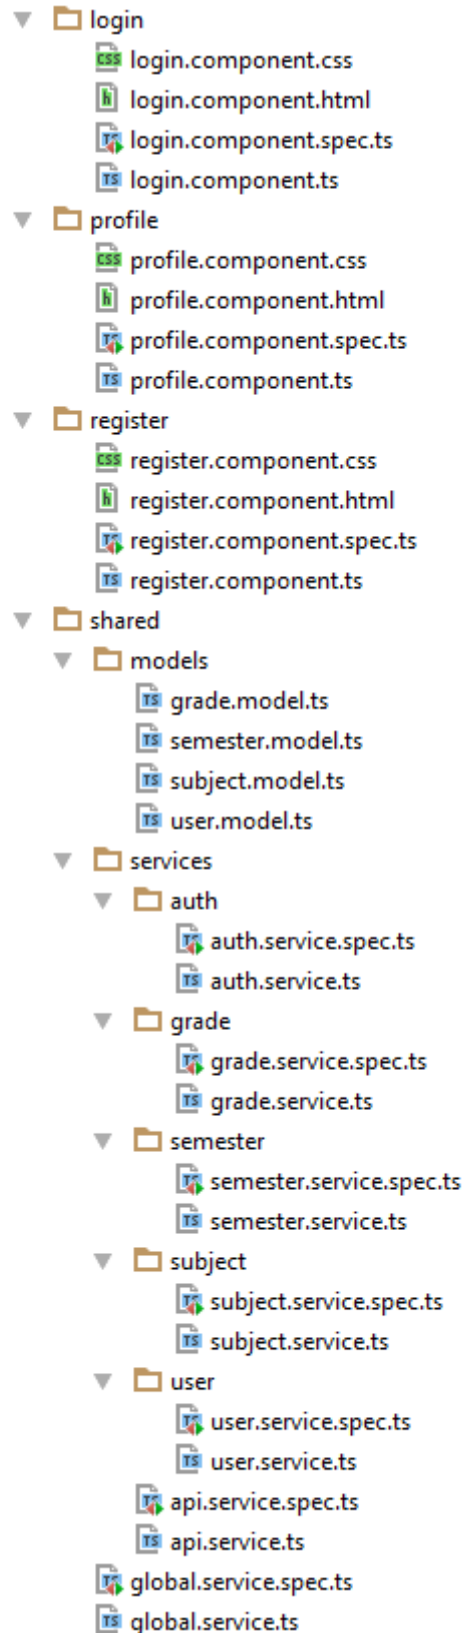 login
login.component.css
login.component.html
login.component.spec.ts
login.component.ts
profile
profile.component.css
profile.component.html
profile.component.spec.ts
profile.component.ts
register
register.component.css
register.component.html
register.component.spec.ts
register.component.ts
shared
models
grade.model.ts
semester.model.ts
subject.model.ts
user.model.ts
services
auth
auth.service.spec.ts
auth.service.ts
grade
grade.service.spec.ts
grade.service.ts
semester
semester.service.spec.ts
semester.service.ts
subject
subject.service.spec.ts
subject.service.ts
user
user.service.spec.ts
user.service.ts
api.service.spec.ts
api.service.ts
global.service.spec.ts
global.service.ts